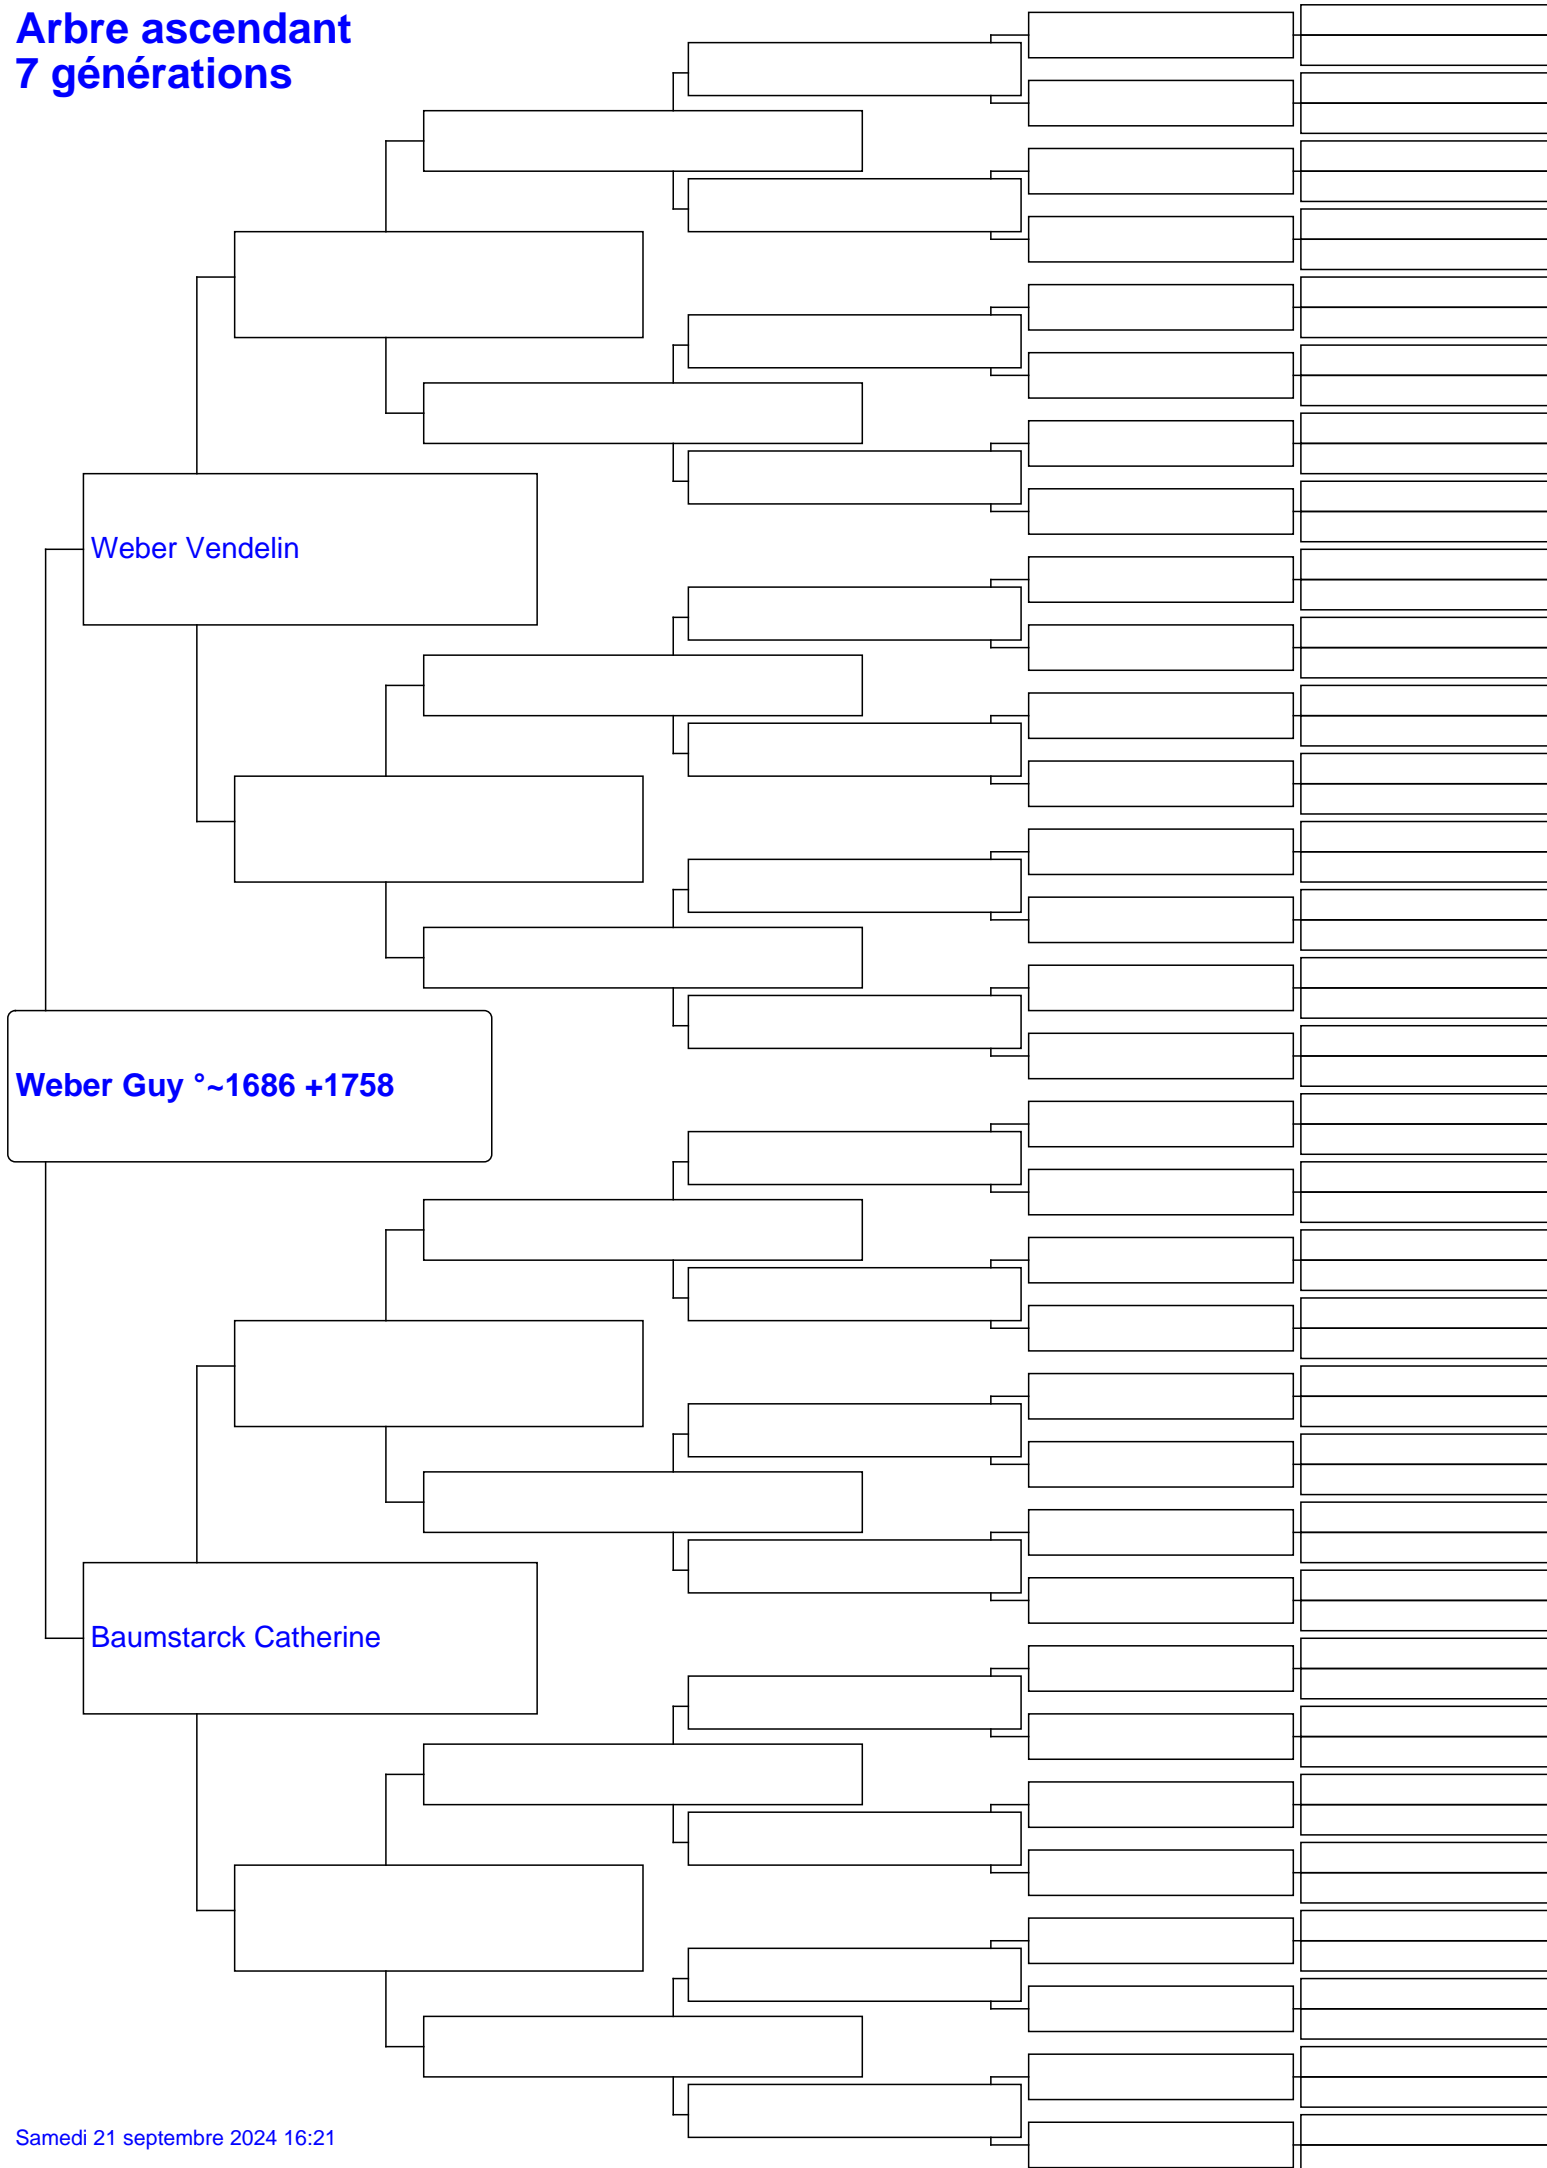 Arbre ascendant
7 générations
Weber Vendelin
Weber Guy °~1686 +1758
Baumstarck Catherine
Samedi 21 septembre 2024 16:21